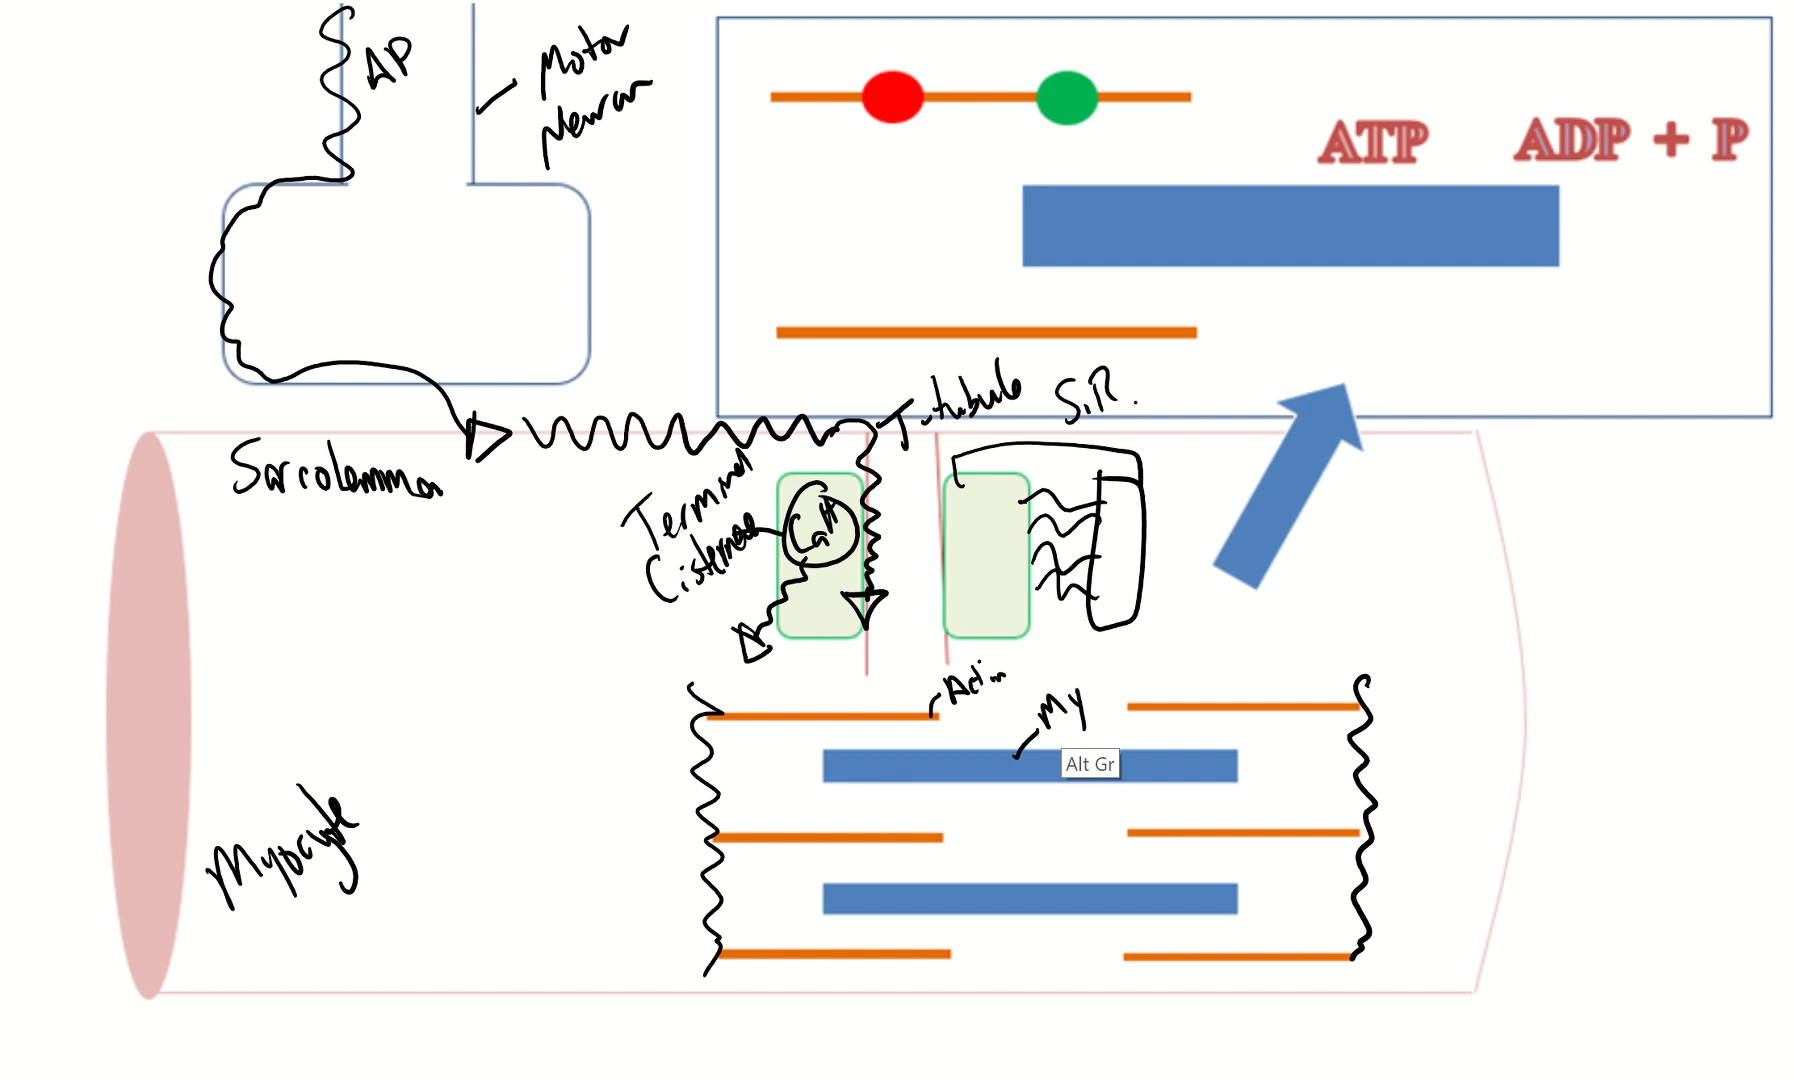 AP
Motor
Neuron
ATP
ADP + P
T.tubule
S.R.
Sarcolemma
Terminal
Cisternae
Ca++
Actin
My
Alt Gr
Myocyte